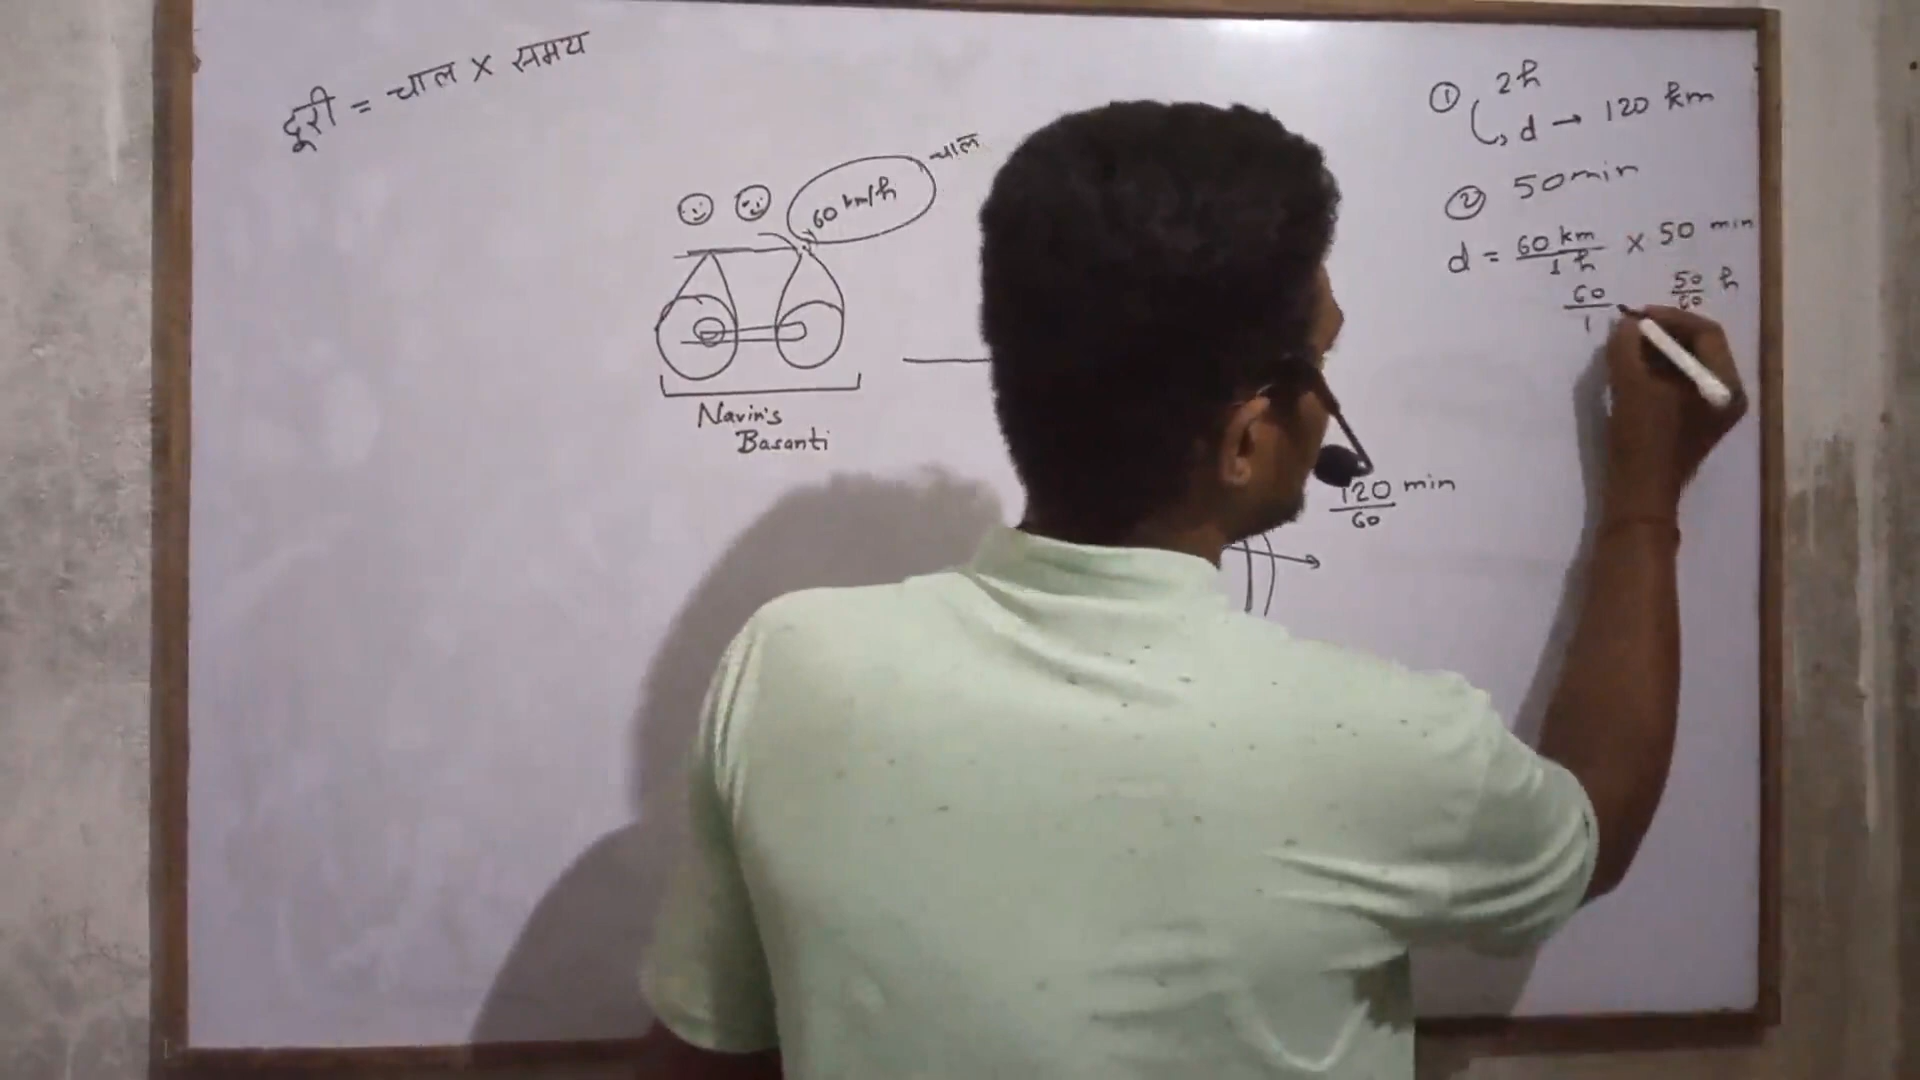 दूरी = चाल × समय
60 km/h
चाल
Navin's
Basanti
① 2h
d → 120 km
② 50min
d = 60 km / 1 h × 50 min
60 / 1 50 / 60 h
120 / 60 min